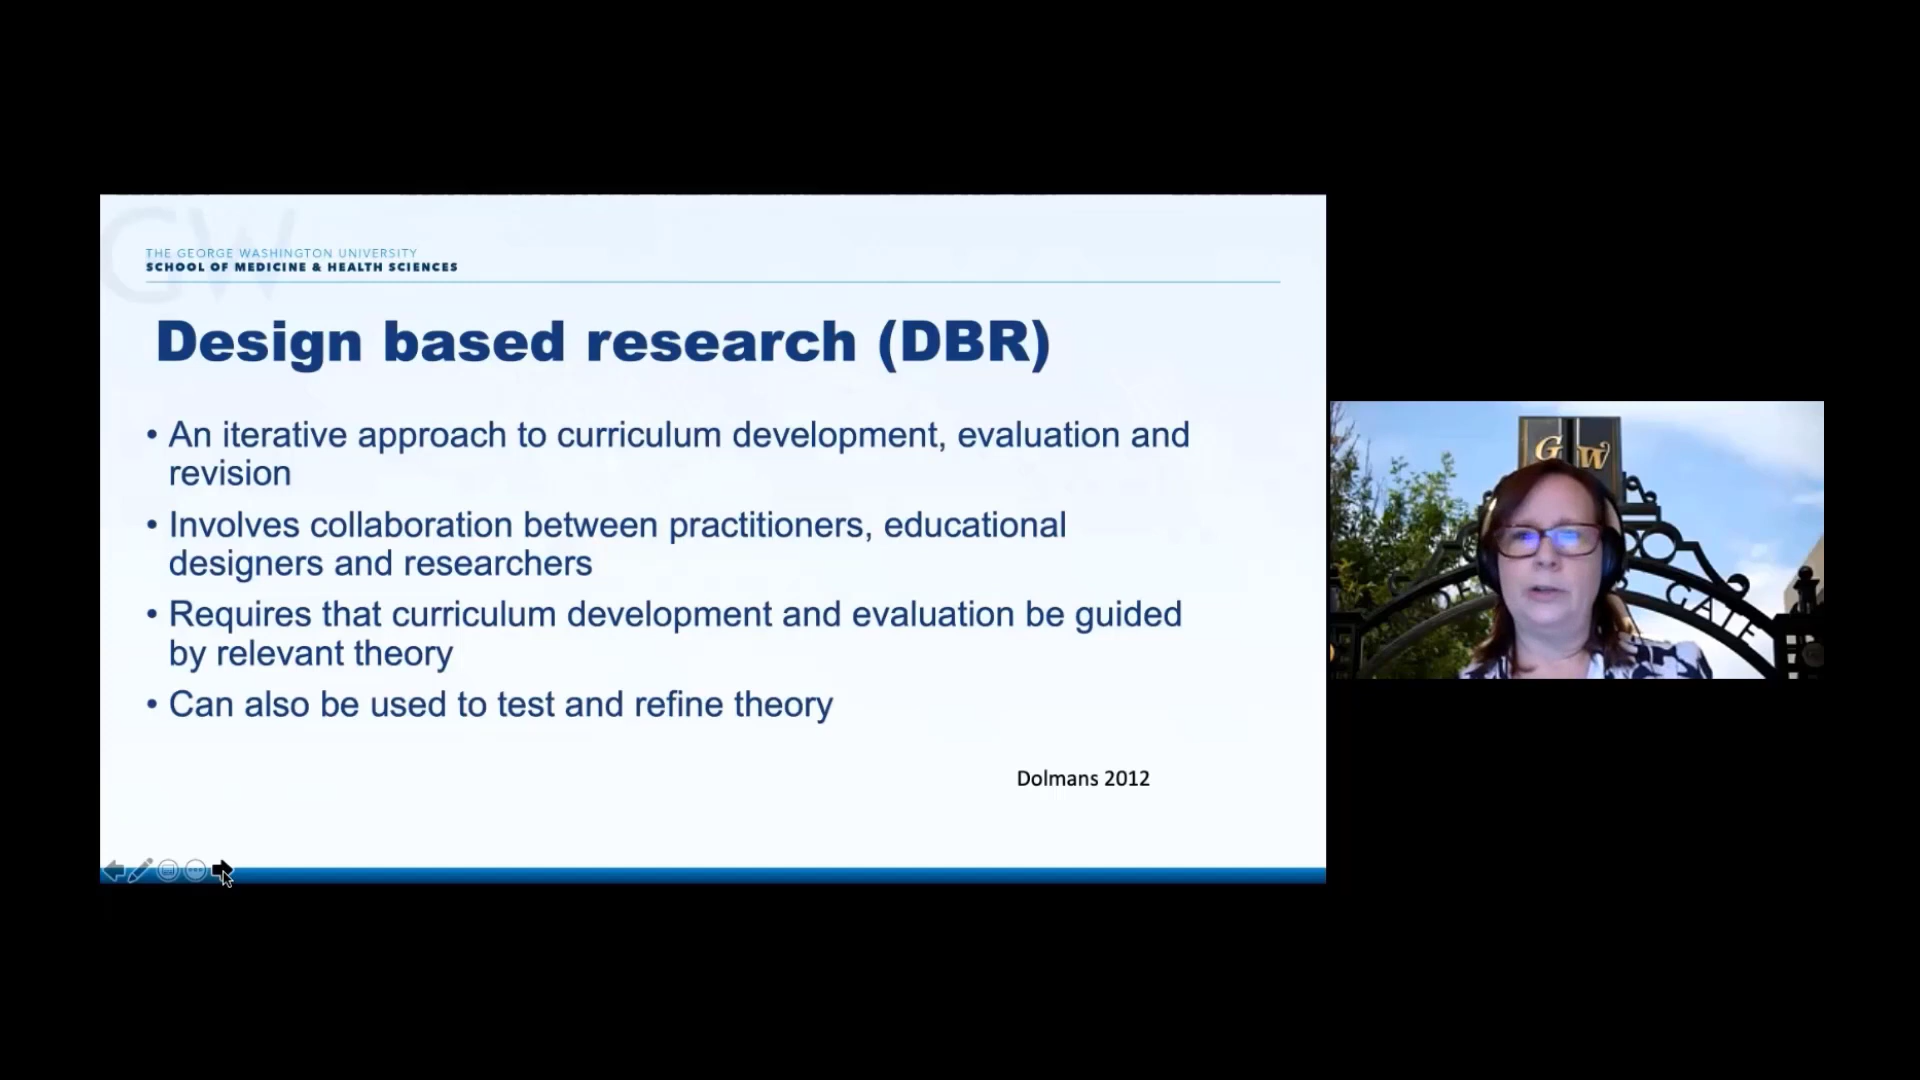 GW
THE GEORGE WASHINGTON UNIVERSITY
SCHOOL OF MEDICINE & HEALTH SCIENCES
Design based research (DBR)
• An iterative approach to curriculum development, evaluation and
revision
• Involves collaboration between practitioners, educational
designers and researchers
• Requires that curriculum development and evaluation be guided
by relevant theory
• Can also be used to test and refine theory
Dolmans 2012
GW
GATE